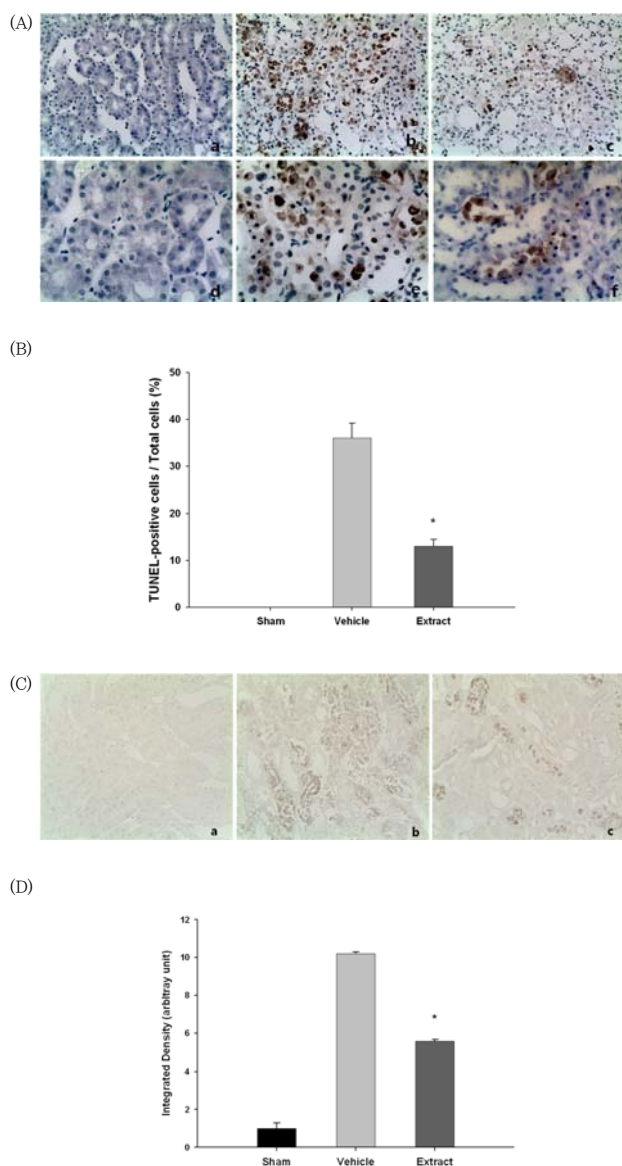 (A)
a
b
c
d
e
f
(B)
TUNEL-positive cells / Total cells (%)
50
40
30
20
10
0
*
Sham Vehicle Extract
(C)
a
b
c
(D)
Integrated Density (arbitray unit)
12
10
8
6
4
2
0
*
Sham Vehicle Extract